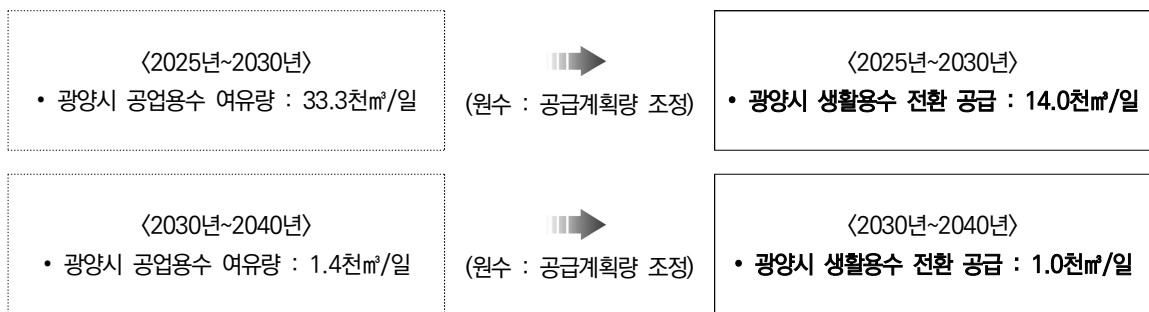 〈2025년~2030년〉
• 광양시 공업용수 여유량 : 33.3천㎥/일
(원수 : 공급계획량 조정)
〈2025년~2030년〉
• 광양시 생활용수 전환 공급 : 14.0천㎥/일
〈2030년~2040년〉
• 광양시 공업용수 여유량 : 1.4천㎥/일
(원수 : 공급계획량 조정)
〈2030년~2040년〉
• 광양시 생활용수 전환 공급 : 1.0천㎥/일